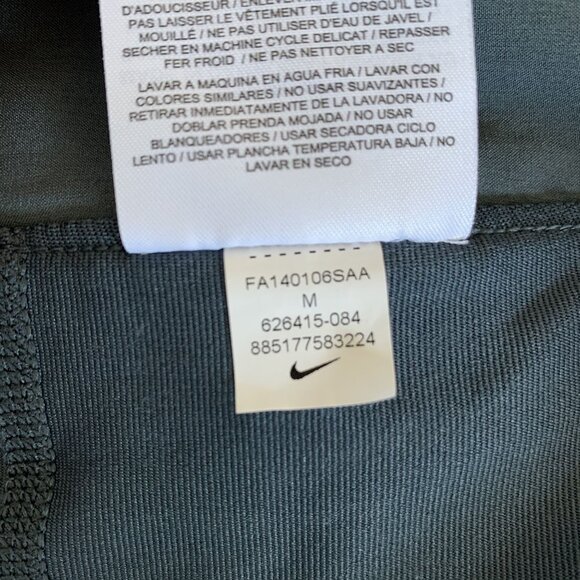 D'ADOUCISSEUR / ENLEVER
PAS LAISSER LE VÊTEMENT PLIÉ LORSQU'IL EST
MOUILLÉ / NE PAS UTILISER D'EAU DE JAVEL /
SECHER EN MACHINE CYCLE DELICAT / REPASSER
FER FROID / NE PAS NETTOYER A SEC
LAVAR A MAQUINA EN AGUA FRIA / LAVAR CON
COLORES SIMILARES / NO USAR SUAVIZANTES /
RETIRAR INMEDIATAMENTE DE LA LAVADORA / NO
DOBLAR PRENDA MOJADA / NO USAR
BLANQUEADORES / USAR SECADORA CICLO
LENTO / USAR PLANCHA TEMPERATURA BAJA / NO
LAVAR EN SECO
FA140106SAA
M
626415-084
885177583224